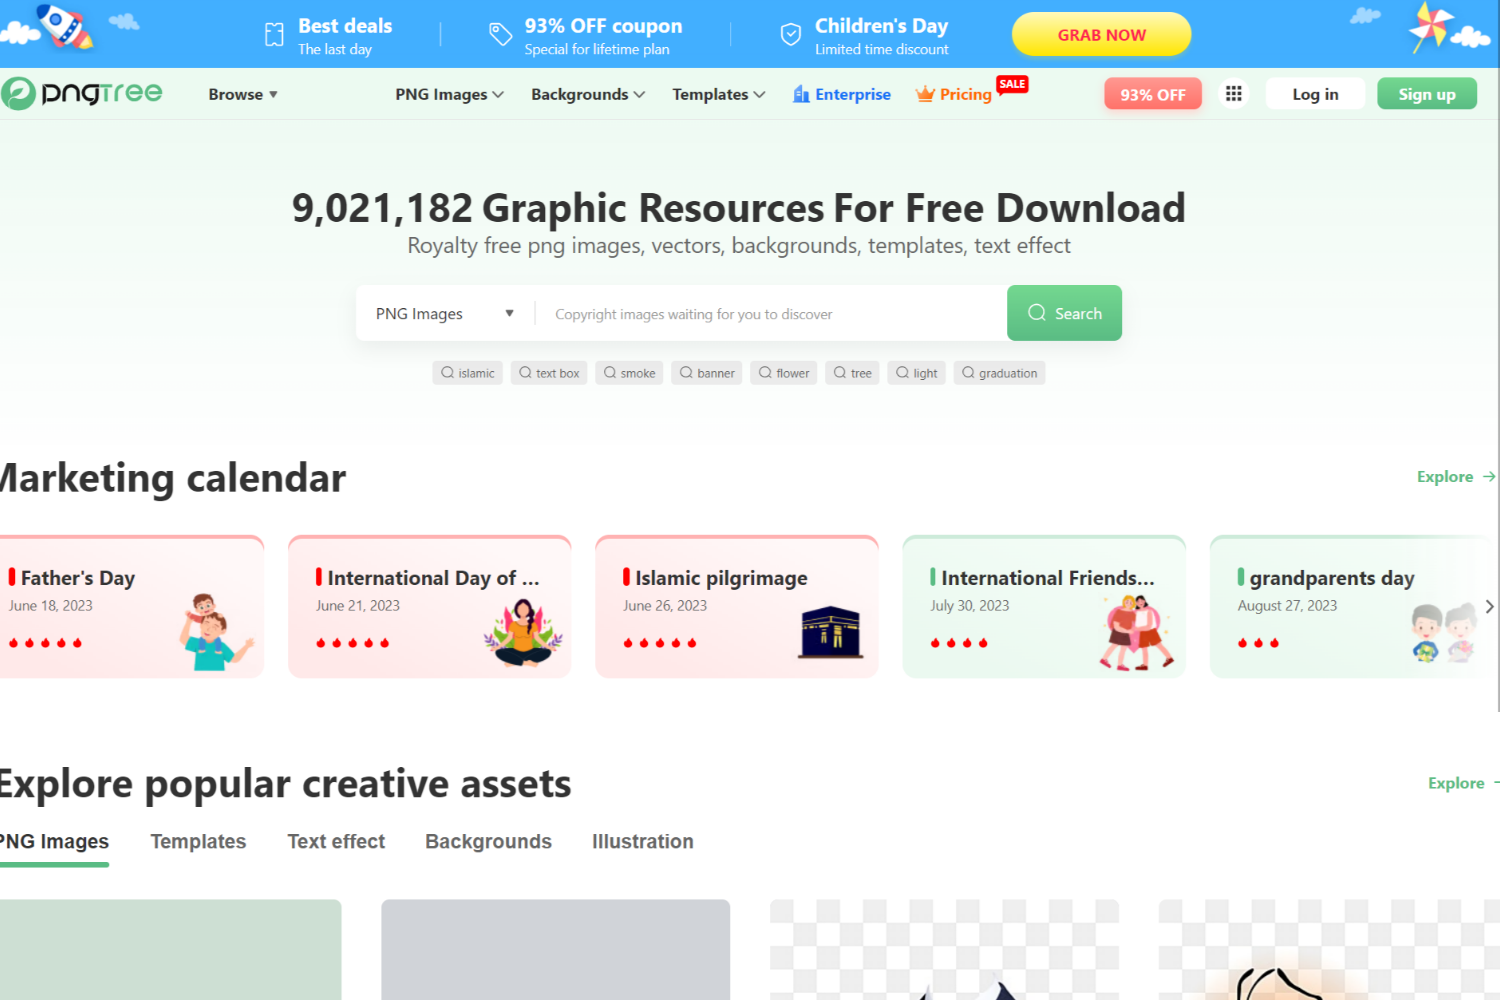 Best deals
The last day
93% OFF coupon
Special for lifetime plan
Children's Day
Limited time discount
GRAB NOW
pngtree
Browse
PNG Images
Backgrounds
Templates
Enterprise
Pricing
SALE
93% OFF
Log in
Sign up
9,021,182 Graphic Resources For Free Download
Royalty free png images, vectors, backgrounds, templates, text effect
PNG Images
Copyright images waiting for you to discover
Search
islamic
text box
smoke
banner
flower
tree
light
graduation
Marketing calendar
Explore
Father's Day
June 18, 2023
International Day of ...
June 21, 2023
Islamic pilgrimage
June 26, 2023
International Friends...
July 30, 2023
grandparents day
August 27, 2023
Explore popular creative assets
Explore
PNG Images
Templates
Text effect
Backgrounds
Illustration